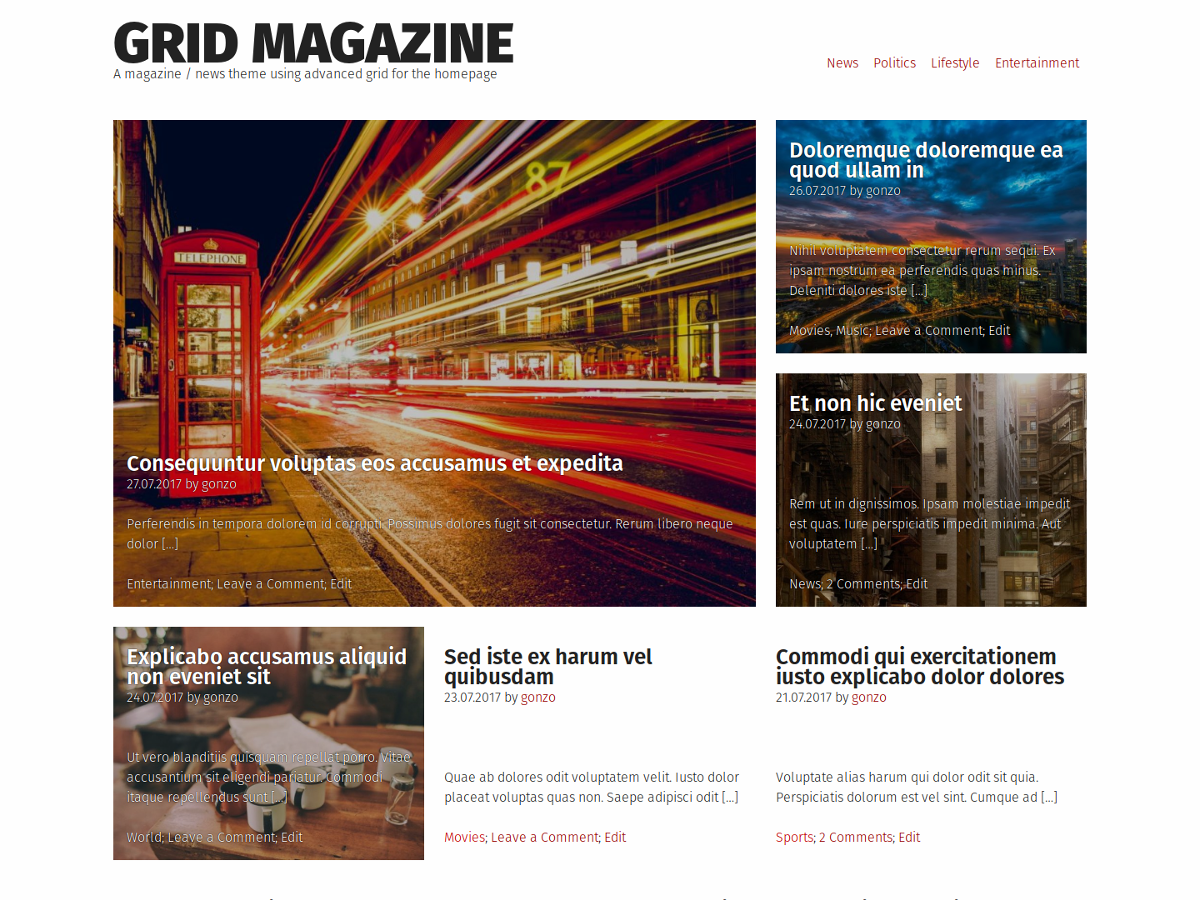 GRID MAGAZINE
A magazine / news theme using advanced grid for the homepage
News Politics Lifestyle Entertainment
87
TELEPHONE
Consequuntur voluptas eos accusamus et expedita
27.07.2017 by gonzo
Perferendis in tempora dolorem id corrupti. Possimus dolores fugit sit consectetur. Rerum libero neque
dolor [...]
Entertainment; Leave a Comment; Edit
Doloremque doloremque ea
quod ullam in
26.07.2017 by gonzo
Nihil voluptatem consectetur rerum sequi. Ex
ipsam nostrum ea perferendis quas minus.
Deleniti dolores iste [...]
Movies, Music; Leave a Comment; Edit
Et non hic eveniet
24.07.2017 by gonzo
Rem ut in dignissimos. Ipsam molestiae impedit
est quas. Iure perspiciatis impedit minima. Aut
voluptatem [...]
News; 2 Comments; Edit
Explicabo accusamus aliquid
non eveniet sit
24.07.2017 by gonzo
Ut vero blanditiis quisquam repellat porro. Vitae
accusantium sit eligendi pariatur. Commodi
itaque repellendus sunt [...]
World; Leave a Comment; Edit
Sed iste ex harum vel
quibusdam
23.07.2017 by gonzo
Quae ab dolores odit voluptatem velit. Iusto dolor
placeat voluptas quas non. Saepe adipisci odit [...]
Movies; Leave a Comment; Edit
Commodi qui exercitationem
iusto explicabo dolor dolores
21.07.2017 by gonzo
Voluptate alias harum qui dolor odit sit quia.
Perspiciatis dolorum est vel sint. Cumque ad [...]
Sports; 2 Comments; Edit